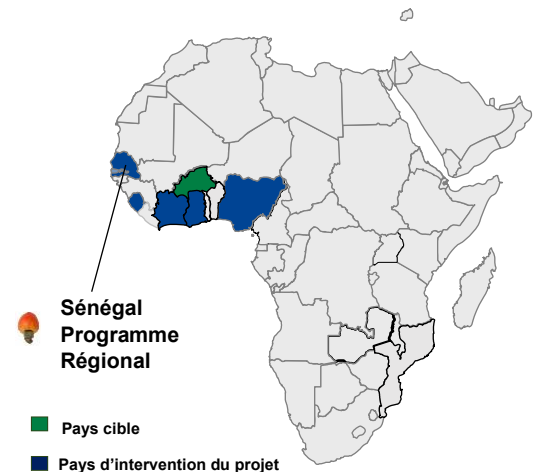 Sénégal
Programme
Régional
Pays cible
Pays d'intervention du projet